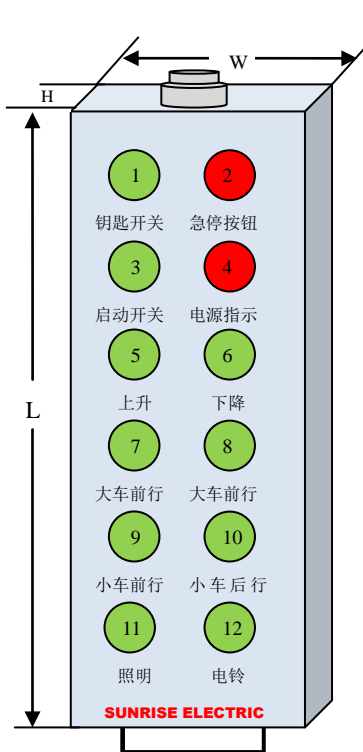 W
H
1 2
钥匙开关 急停按钮
3 4
启动开关 电源指示
5 6
上升 下降
L
7 8
大车前行 大车前行
9 10
小车前行 小车后行
11 12
照明 电铃
SUNRISE ELECTRIC